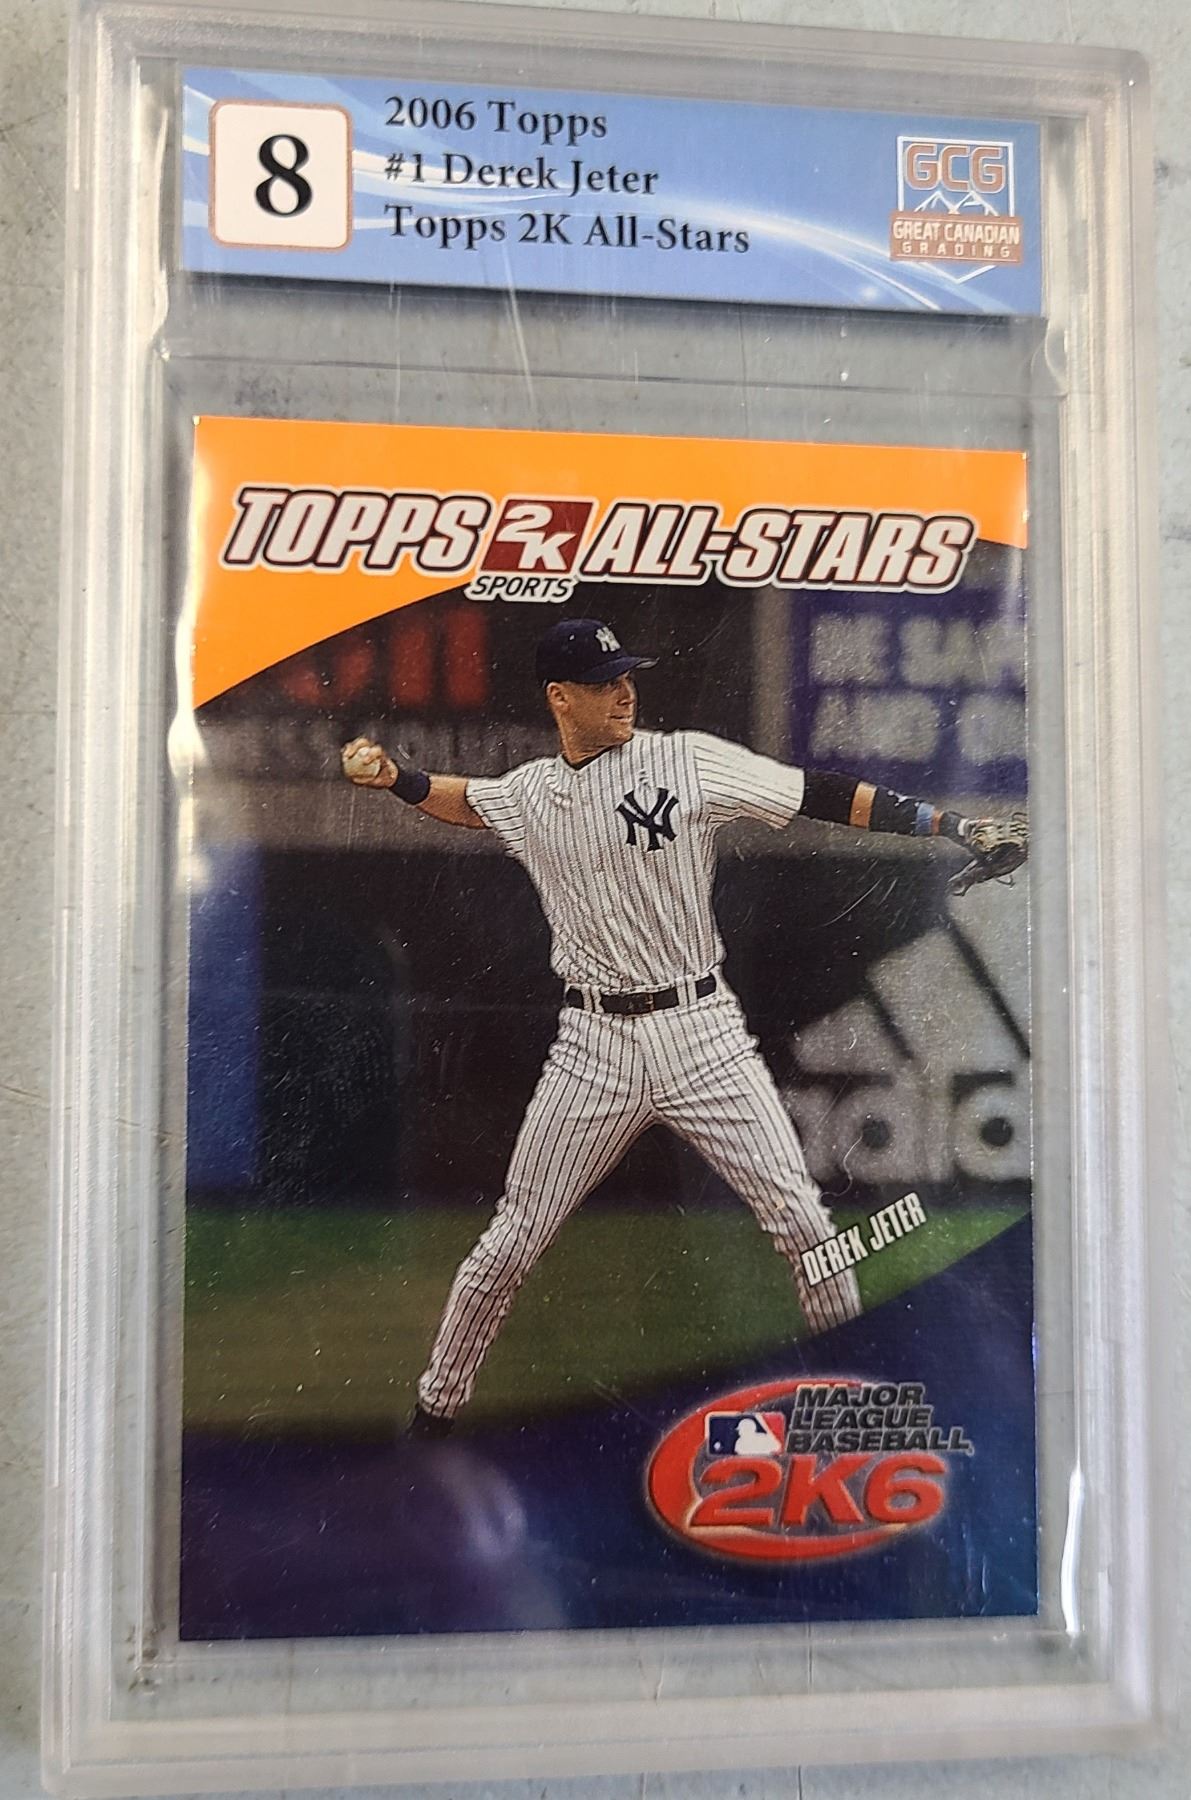 8
2006 Topps
#1 Derek Jeter
Topps 2K All-Stars
GCG
GREAT CANADIAN
GRADING
TOPPS 2K ALL-STARS
SPORTS
NY
NY
DEREK JETER
MAJOR
LEAGUE
BASEBALL
2K6